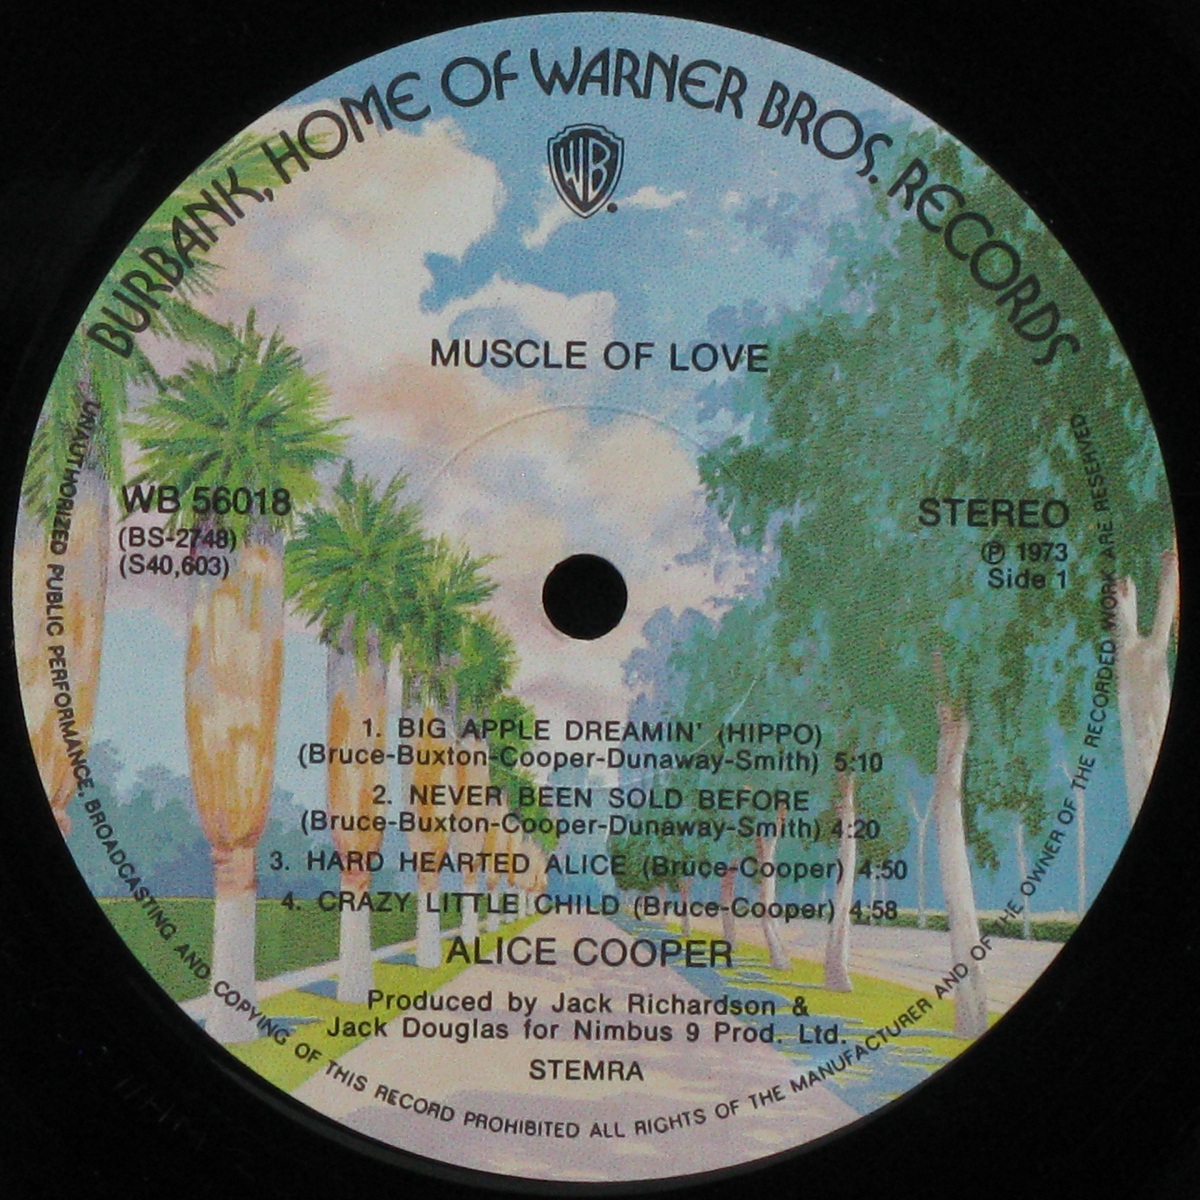 BURBANK, HOME OF WARNER BROS. RECORDS
WB
MUSCLE OF LOVE
WB 56018
(BS-2748)
(S40,603)
STEREO
℗ 1973
Side 1
1. BIG APPLE DREAMIN' (HIPPO)
(Bruce-Buxton-Cooper-Dunaway-Smith) 5:10
2. NEVER BEEN SOLD BEFORE
(Bruce-Buxton-Cooper-Dunaway-Smith) 4:20
3. HARD HEARTED ALICE (Bruce-Cooper) 4:50
4. CRAZY LITTLE CHILD (Bruce-Cooper) 4:58
ALICE COOPER
Produced by Jack Richardson &
Jack Douglas for Nimbus 9 Prod. Ltd.
STEMRA
UNAUTHORIZED PUBLIC PERFORMANCE, BROADCASTING AND COPYING OF THIS RECORD PROHIBITED ALL RIGHTS OF THE MANUFACTURER AND OF THE OWNER OF THE RECORDED WORK ARE RESERVED